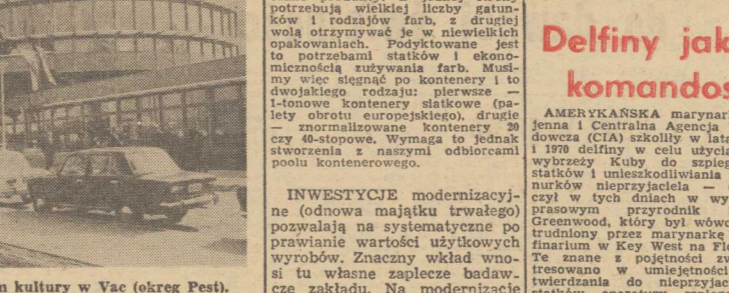 potrzebują wielkiej liczby gatun-
ków i rodzajów farb, z drugiej
wolą otrzymywać je w niewielkich
opakowaniach. Podyktowane jest
to potrzebami statków i ekono-
micznością zużywania farb. Musi-
my więc sięgnąć po kontenery i to
dwojakiego rodzaju: pierwsze —
1-tonowe kontenery siatkowe (pa-
lety obrotu europejskiego), drugie
— znormalizowane kontenery 20
czy 40-stopowe. Wymaga to jednak
stworzenia z naszymi odbiorcami
poolu kontenerowego.
INWESTYCJE modernizacyj-
ne (odnowa majątku trwałego)
pozwalają na systematyczne po
prawianie wartości użytkowych
wyrobów. Znaczny wkład wno-
si tu własne zaplecze badaw-
cze zakładu. Na modernizację
kultury w Vac (okręg Pest).
Delfiny jak
komandos
AMERYKAŃSKA marynark
jenna i Centralna Agencja
dowcza (CIA) szkoliły w lata
i 1970 delfiny w celu użycia
wybrzeży Kuby do szpieg
statków i unieszkodliwiania
nurków nieprzyjaciela —
czył w tych dniach w wy
prasowym przyrodnik
Greenwood, który był wówc
trudniony przez marynarkę
finarium w Key West na Flo
Te znane z pojętności zw
tresowano w umiejętności
twierdzania do nieprzyjac